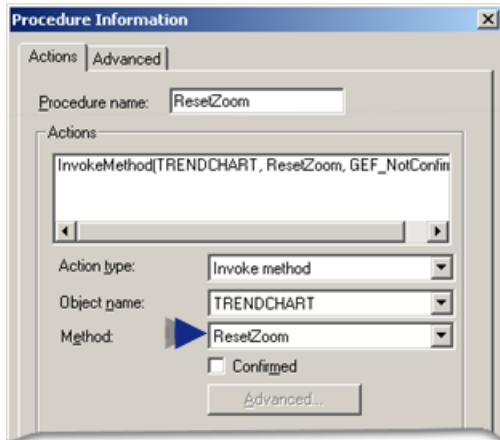 Procedure Information
Actions Advanced
Procedure name: ResetZoom
Actions
InvokeMethod(TRENDCHART, ResetZoom, GEF_NotConfirm
Action type: Invoke method
Object name: TRENDCHART
Method: ResetZoom
Confirmed
Advanced...